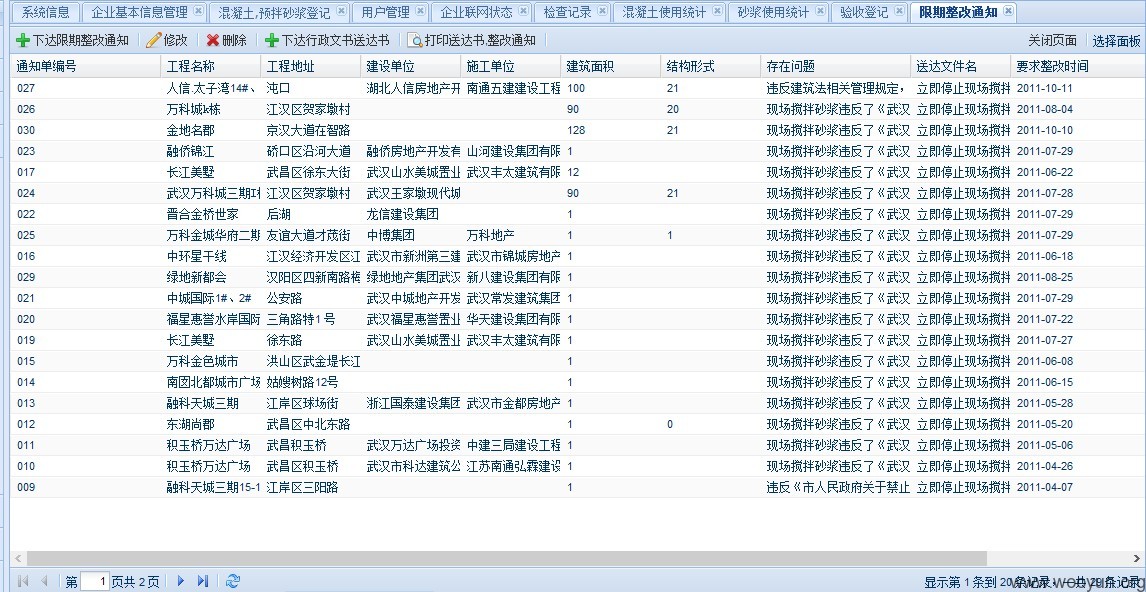 系统信息 企业基本信息管理 混凝土,预拌砂浆登记 用户管理 企业联网状态 检查记录 混凝土使用统计 砂浆使用统计 验收登记 限期整改通知
下达限期整改通知 修改 删除 下达行政文书送达书 打印送达书,整改通知 关闭页面 选择面板
通知单编号 工程名称 工程地址 建设单位 施工单位 建筑面积 结构形式 存在问题 送达文件名 要求整改时间
027 人信.太子湾14#、 沌口 湖北人信房地产开 南通五建建设工程 100 21 违反建筑法相关管理规定, 立即停止现场搅拌 2011-10-11
026 万科城k栋 江汉区贺家墩村 90 20 现场搅拌砂浆违反了《武汉 立即停止现场搅拌 2011-08-04
030 金地名郡 京汉大道在智路 128 21 现场搅拌砂浆违反了《武汉 立即停止现场搅拌 2011-10-10
023 融侨锦江 硚口区沿河大道 融侨房地产开发有 山河建设集团有限 1 现场搅拌砂浆违反了《武汉 立即停止现场搅拌 2011-07-29
017 长江美墅 武昌区徐东大街 武汉山水美城置业 武汉丰太建筑有限 12 现场搅拌砂浆违反了《武汉 立即停止现场搅拌 2011-06-22
024 武汉万科城三期I 江汉区贺家墩村 武汉王家墩现代城 90 21 现场搅拌砂浆违反了《武汉 立即停止现场搅拌 2011-07-28
022 晋合金桥世家 后湖 龙信建设集团 1 现场搅拌砂浆违反了《武汉 立即停止现场搅拌 2011-07-29
025 万科金城华府二期 友谊大道才茂街 中博集团 万科地产 1 1 现场搅拌砂浆违反了《武汉 立即停止现场搅拌 2011-07-29
016 中环星干线 江汉经济开发区江 武汉市新洲第三建 武汉市锦城房地产 1 现场搅拌砂浆违反了《武汉 立即停止现场搅拌 2011-06-18
029 绿地新都会 汉阳区四新南路梅 绿地地产集团武汉 新八建设集团有限 1 现场搅拌砂浆违反了《武汉 立即停止现场搅拌 2011-08-25
021 中城国际1#、2# 公安路 武汉中城地产开发 武汉常发建筑集团 1 现场搅拌砂浆违反了《武汉 立即停止现场搅拌 2011-07-29
020 福星惠誉水岸国际 三角路特1号 武汉福星惠誉置业 华天建设集团有限 1 现场搅拌砂浆违反了《武汉 立即停止现场搅拌 2011-07-22
019 长江美墅 徐东路 武汉山水美城置业 武汉丰太建筑有限 1 现场搅拌砂浆违反了《武汉 立即停止现场搅拌 2011-07-27
015 万科金色城市 洪山区武金堤长江 1 现场搅拌砂浆违反了《武汉 立即停止现场搅拌 2011-06-08
014 南国北都城市广场 姑嫂树路12号 1 现场搅拌砂浆违反了《武汉 立即停止现场搅拌 2011-06-15
013 融科天城三期 江岸区球场街 浙江国泰建设集团 武汉市金都房地产 1 现场搅拌砂浆违反了《武汉 立即停止现场搅拌 2011-05-28
012 东湖尚郡 武昌区中北东路 1 0 现场搅拌砂浆违反了《武汉 立即停止现场搅拌 2011-05-20
011 积玉桥万达广场 武昌积玉桥 武汉万达广场投资 中建三局建设工程 1 现场搅拌砂浆违反了《武汉 立即停止现场搅拌 2011-05-06
010 积玉桥万达广场 武昌区积玉桥 武汉市科达建筑公 江苏南通弘霖建设 1 现场搅拌砂浆违反了《武汉 立即停止现场搅拌 2011-04-26
009 融科天城三期15-1 江岸区三阳路 1 违反《市人民政府关于禁止 立即停止现场搅拌 2011-04-07
第 1 页共 2 页 显示第 1 条到 20 条记录，一共